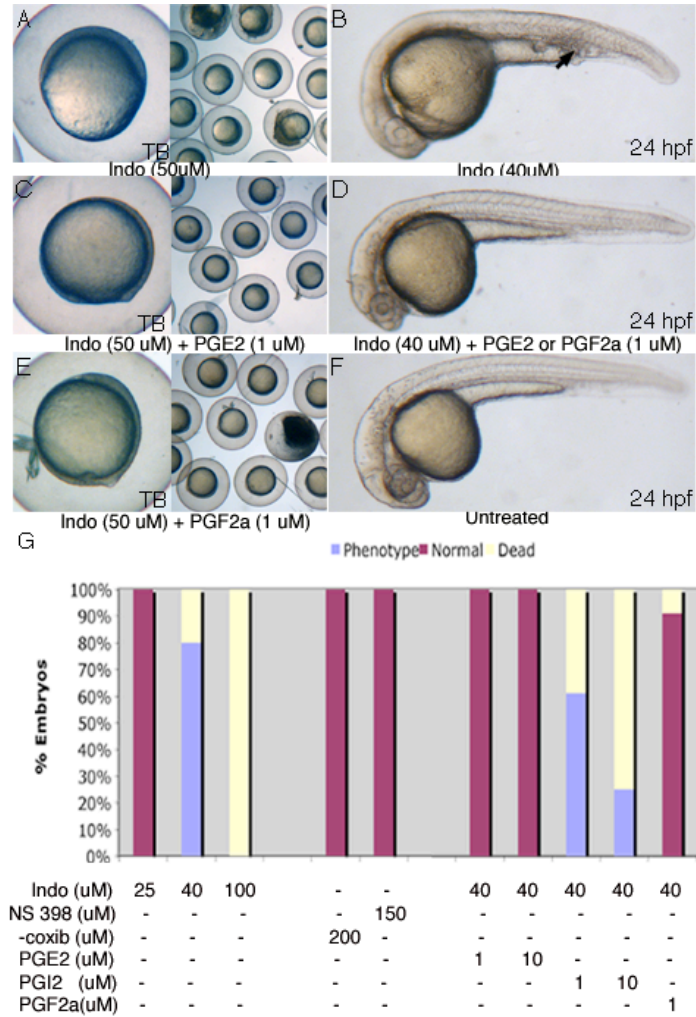 A
B
TB
24 hpf
Indo (50uM)
Indo (40uM)
C
D
TB
24 hpf
Indo (50 uM) + PGE2 (1 uM)
Indo (40 uM) + PGE2 or PGF2a (1 uM)
E
F
TB
24 hpf
Indo (50 uM) + PGF2a (1 uM)
Untreated
G
Phenotype Normal Dead
100%
90%
80%
70%
60%
50%
40%
30%
20%
10%
0%
% Embryos
Indo (uM) 25 40 100 - - 40 40 40 40 40
NS 398 (uM) - - - - 150 - - - - -
-coxib (uM) - - - 200 - - - - - -
PGE2 (uM) - - - - - 1 10 - - -
PGI2 (uM) - - - - - - - 1 10 -
PGF2a(uM) - - - - - - - - - 1